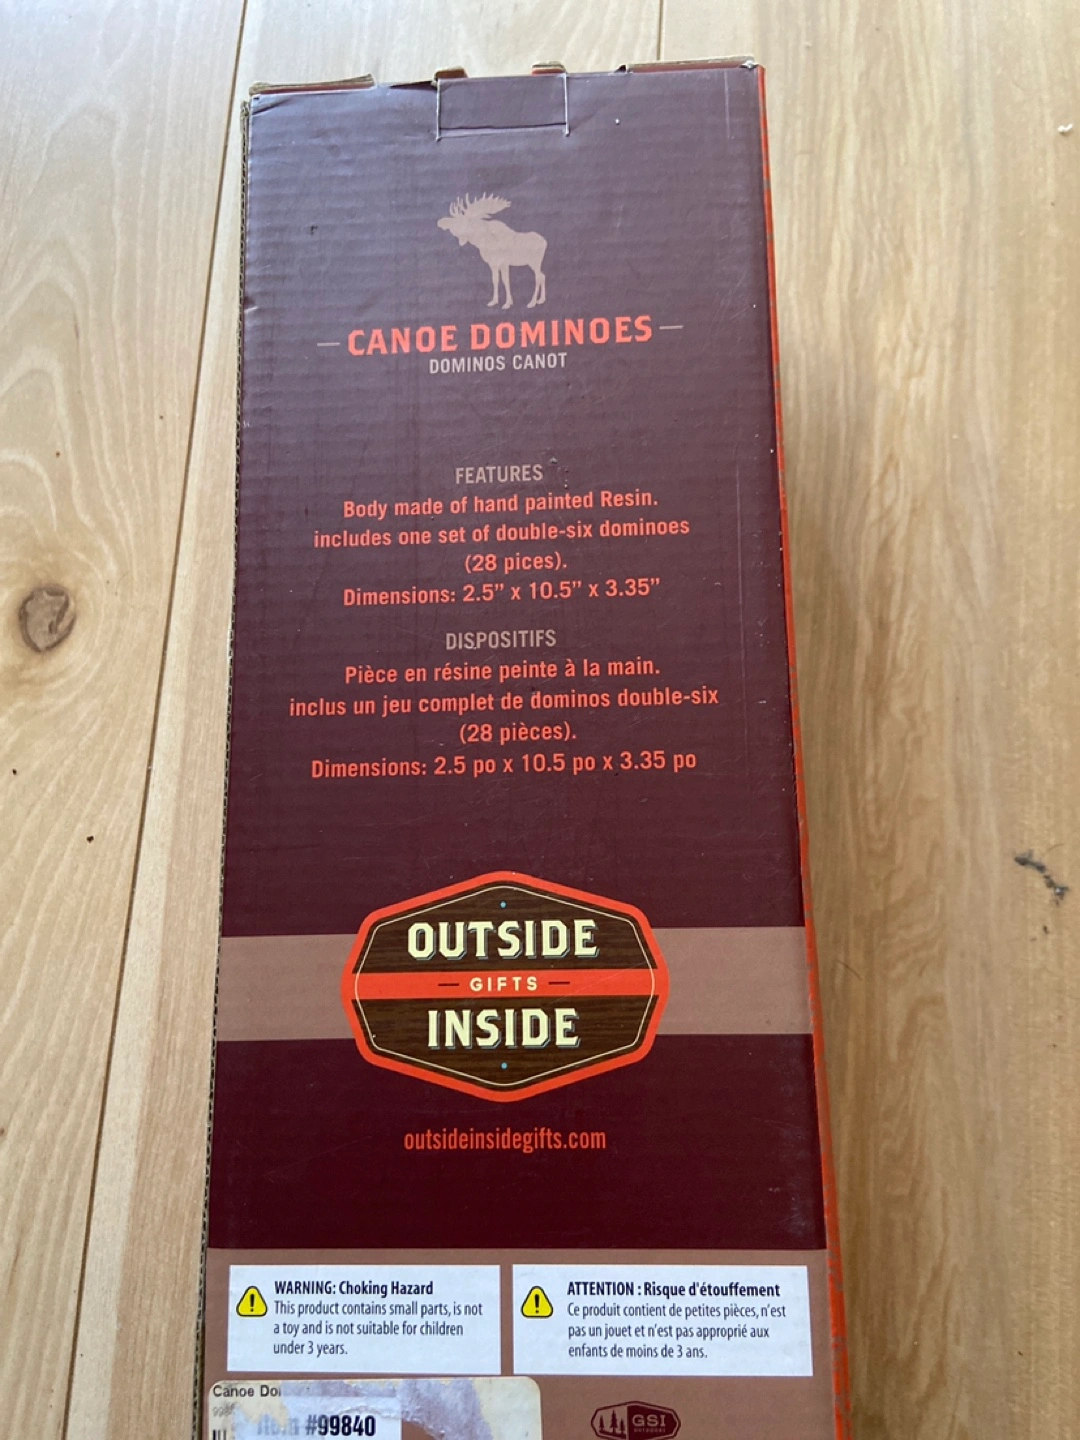 CANOE DOMINOES
DOMINOS CANOT
FEATURES
Body made of hand painted Resin.
includes one set of double-six dominoes
(28 pices).
Dimensions: 2.5" x 10.5" x 3.35"
DISPOSITIFS
Pièce en résine peinte à la main.
inclus un jeu complet de dominos double-six
(28 pièces).
Dimensions: 2.5 po x 10.5 po x 3.35 po
OUTSIDE
GIFTS
INSIDE
outsideinsidegifts.com
WARNING: Choking Hazard
This product contains small parts, is not
a toy and is not suitable for children
under 3 years.
ATTENTION : Risque d'étouffement
Ce produit contient de petites pièces, n'est
pas un jouet et n'est pas approprié aux
enfants de moins de 3 ans.
Canoe
#99840
GSI